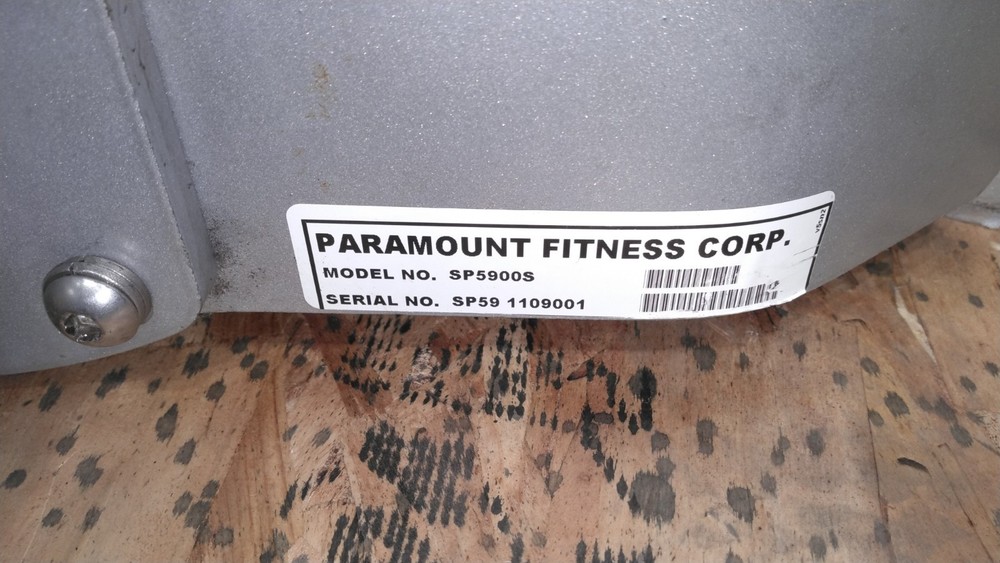 PARAMOUNT FITNESS CORP.
MODEL NO. SP5900S
SERIAL NO. SP59 1109001